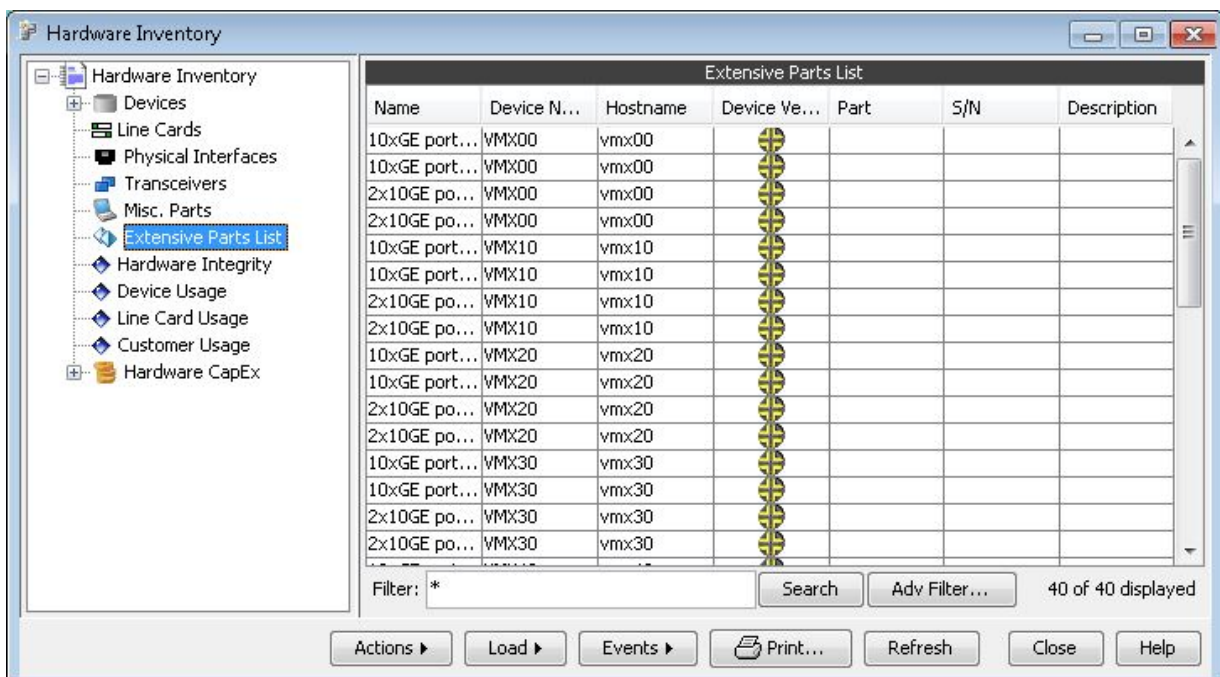 Hardware Inventory
Hardware Inventory
Devices
Line Cards
Physical Interfaces
Transceivers
Misc. Parts
Extensive Parts List
Hardware Integrity
Device Usage
Line Card Usage
Customer Usage
Hardware CapEx
Extensive Parts List
Name Device N... Hostname Device Ve... Part S/N Description
10xGE port... VMX00 vmx00
10xGE port... VMX00 vmx00
2x10GE po... VMX00 vmx00
2x10GE po... VMX00 vmx00
10xGE port... VMX10 vmx10
10xGE port... VMX10 vmx10
2x10GE po... VMX10 vmx10
2x10GE po... VMX10 vmx10
10xGE port... VMX20 vmx20
10xGE port... VMX20 vmx20
2x10GE po... VMX20 vmx20
2x10GE po... VMX20 vmx20
10xGE port... VMX30 vmx30
10xGE port... VMX30 vmx30
2x10GE po... VMX30 vmx30
2x10GE po... VMX30 vmx30
Filter: * Search Adv Filter... 40 of 40 displayed
Actions Load Events Print... Refresh Close Help